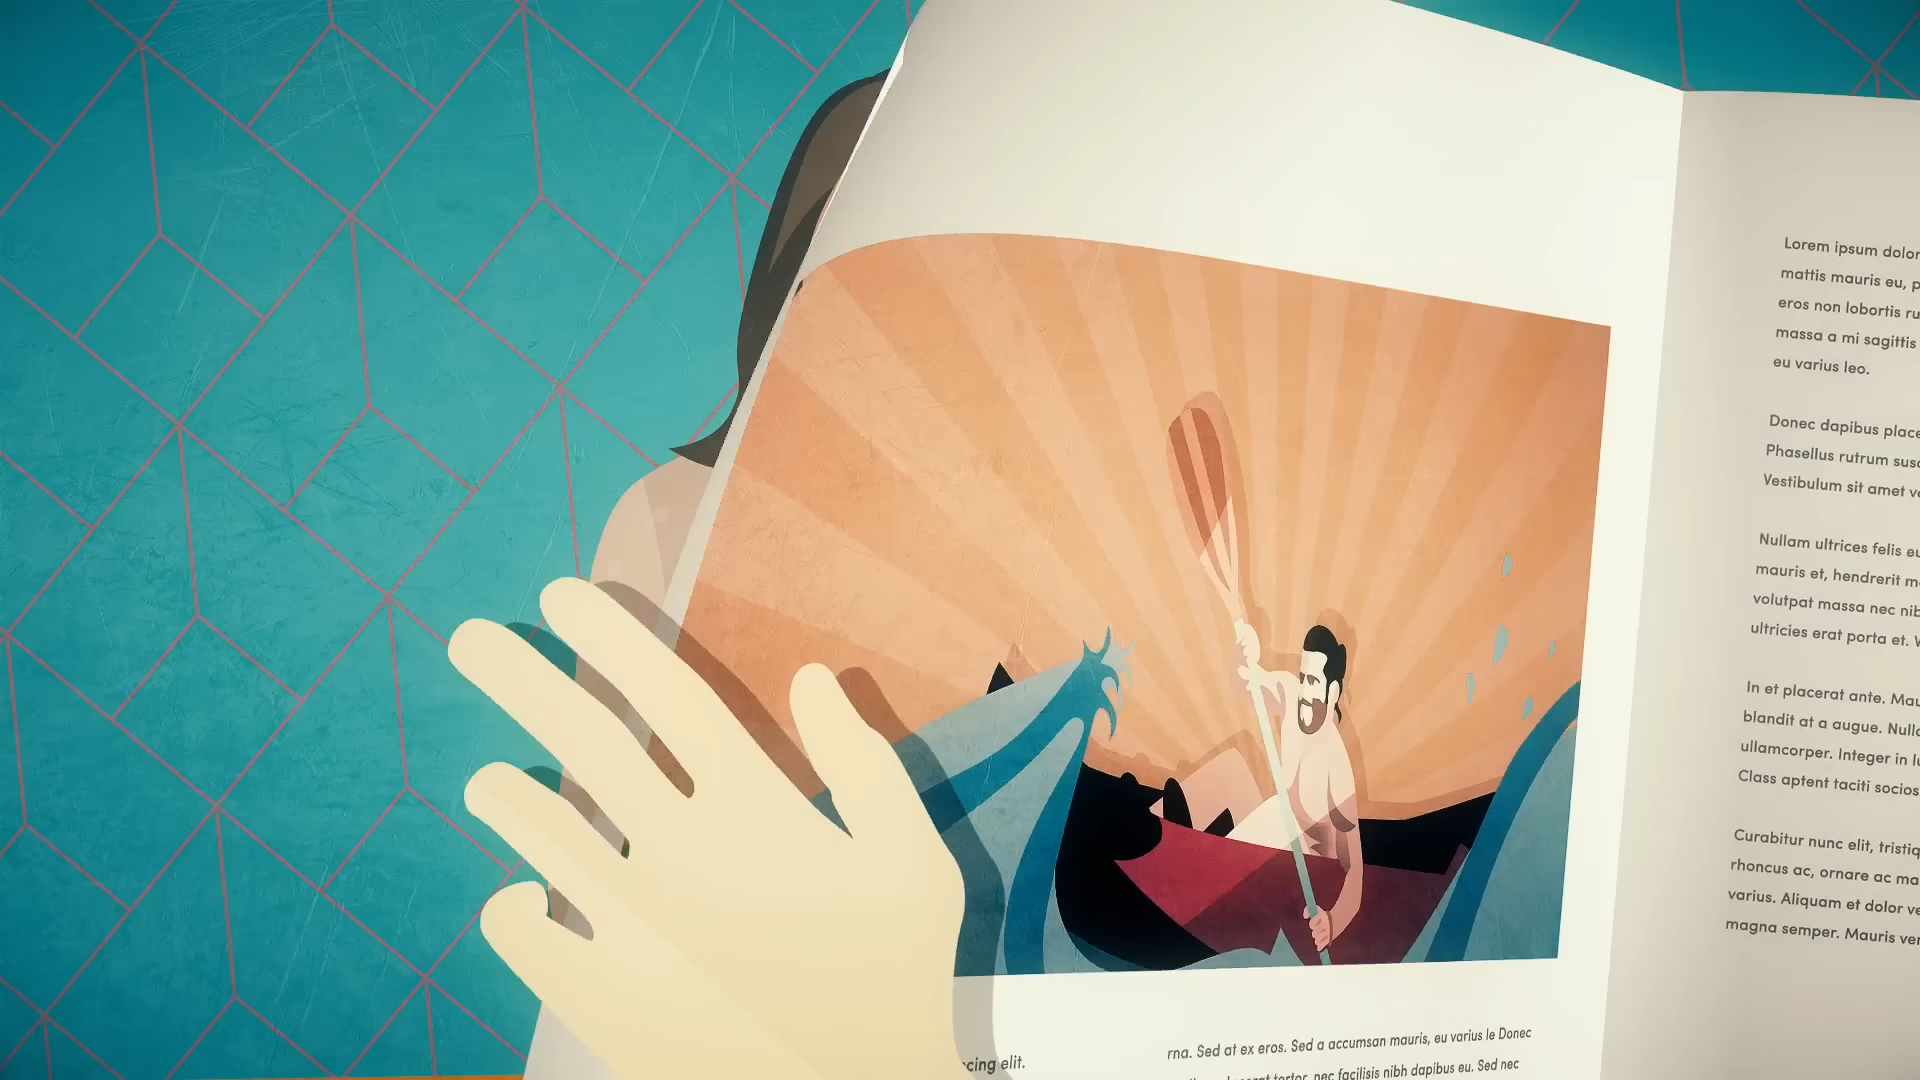 cing elit.
rna. Sed at ex eros. Sed a accumsan mauris, eu varius le Donec
tortor, nec facilisis nibh dapibus eu. Sed nec
Lorem ipsum dolor
mattis mauris eu, p
eros non lobortis ru
massa a mi sagittis
eu varius leo.
Donec dapibus place
Phasellus rutrum susc
Vestibulum sit amet ve
Nullam ultrices felis eu
mauris et, hendrerit m
volutpat massa nec nib
ultricies erat porta et. V
In et placerat ante. Mau
blandit at a augue. Nullc
ullamcorper. Integer in lu
Class aptent taciti socios
Curabitur nunc elit, tristiq
rhoncus ac, ornare ac ma
varius. Aliquam et dolor ve
magna semper. Mauris ver